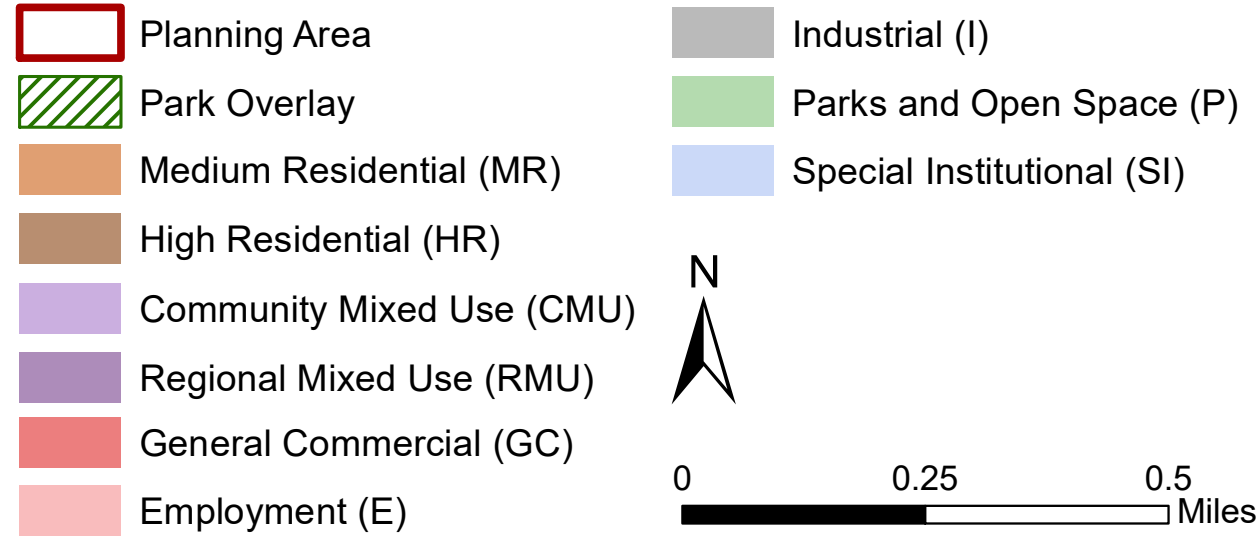 Planning Area
Park Overlay
Medium Residential (MR)
High Residential (HR)
Community Mixed Use (CMU)
Regional Mixed Use (RMU)
General Commercial (GC)
Employment (E)
Industrial (I)
Parks and Open Space (P)
Special Institutional (SI)
N
0 0.25 0.5
Miles